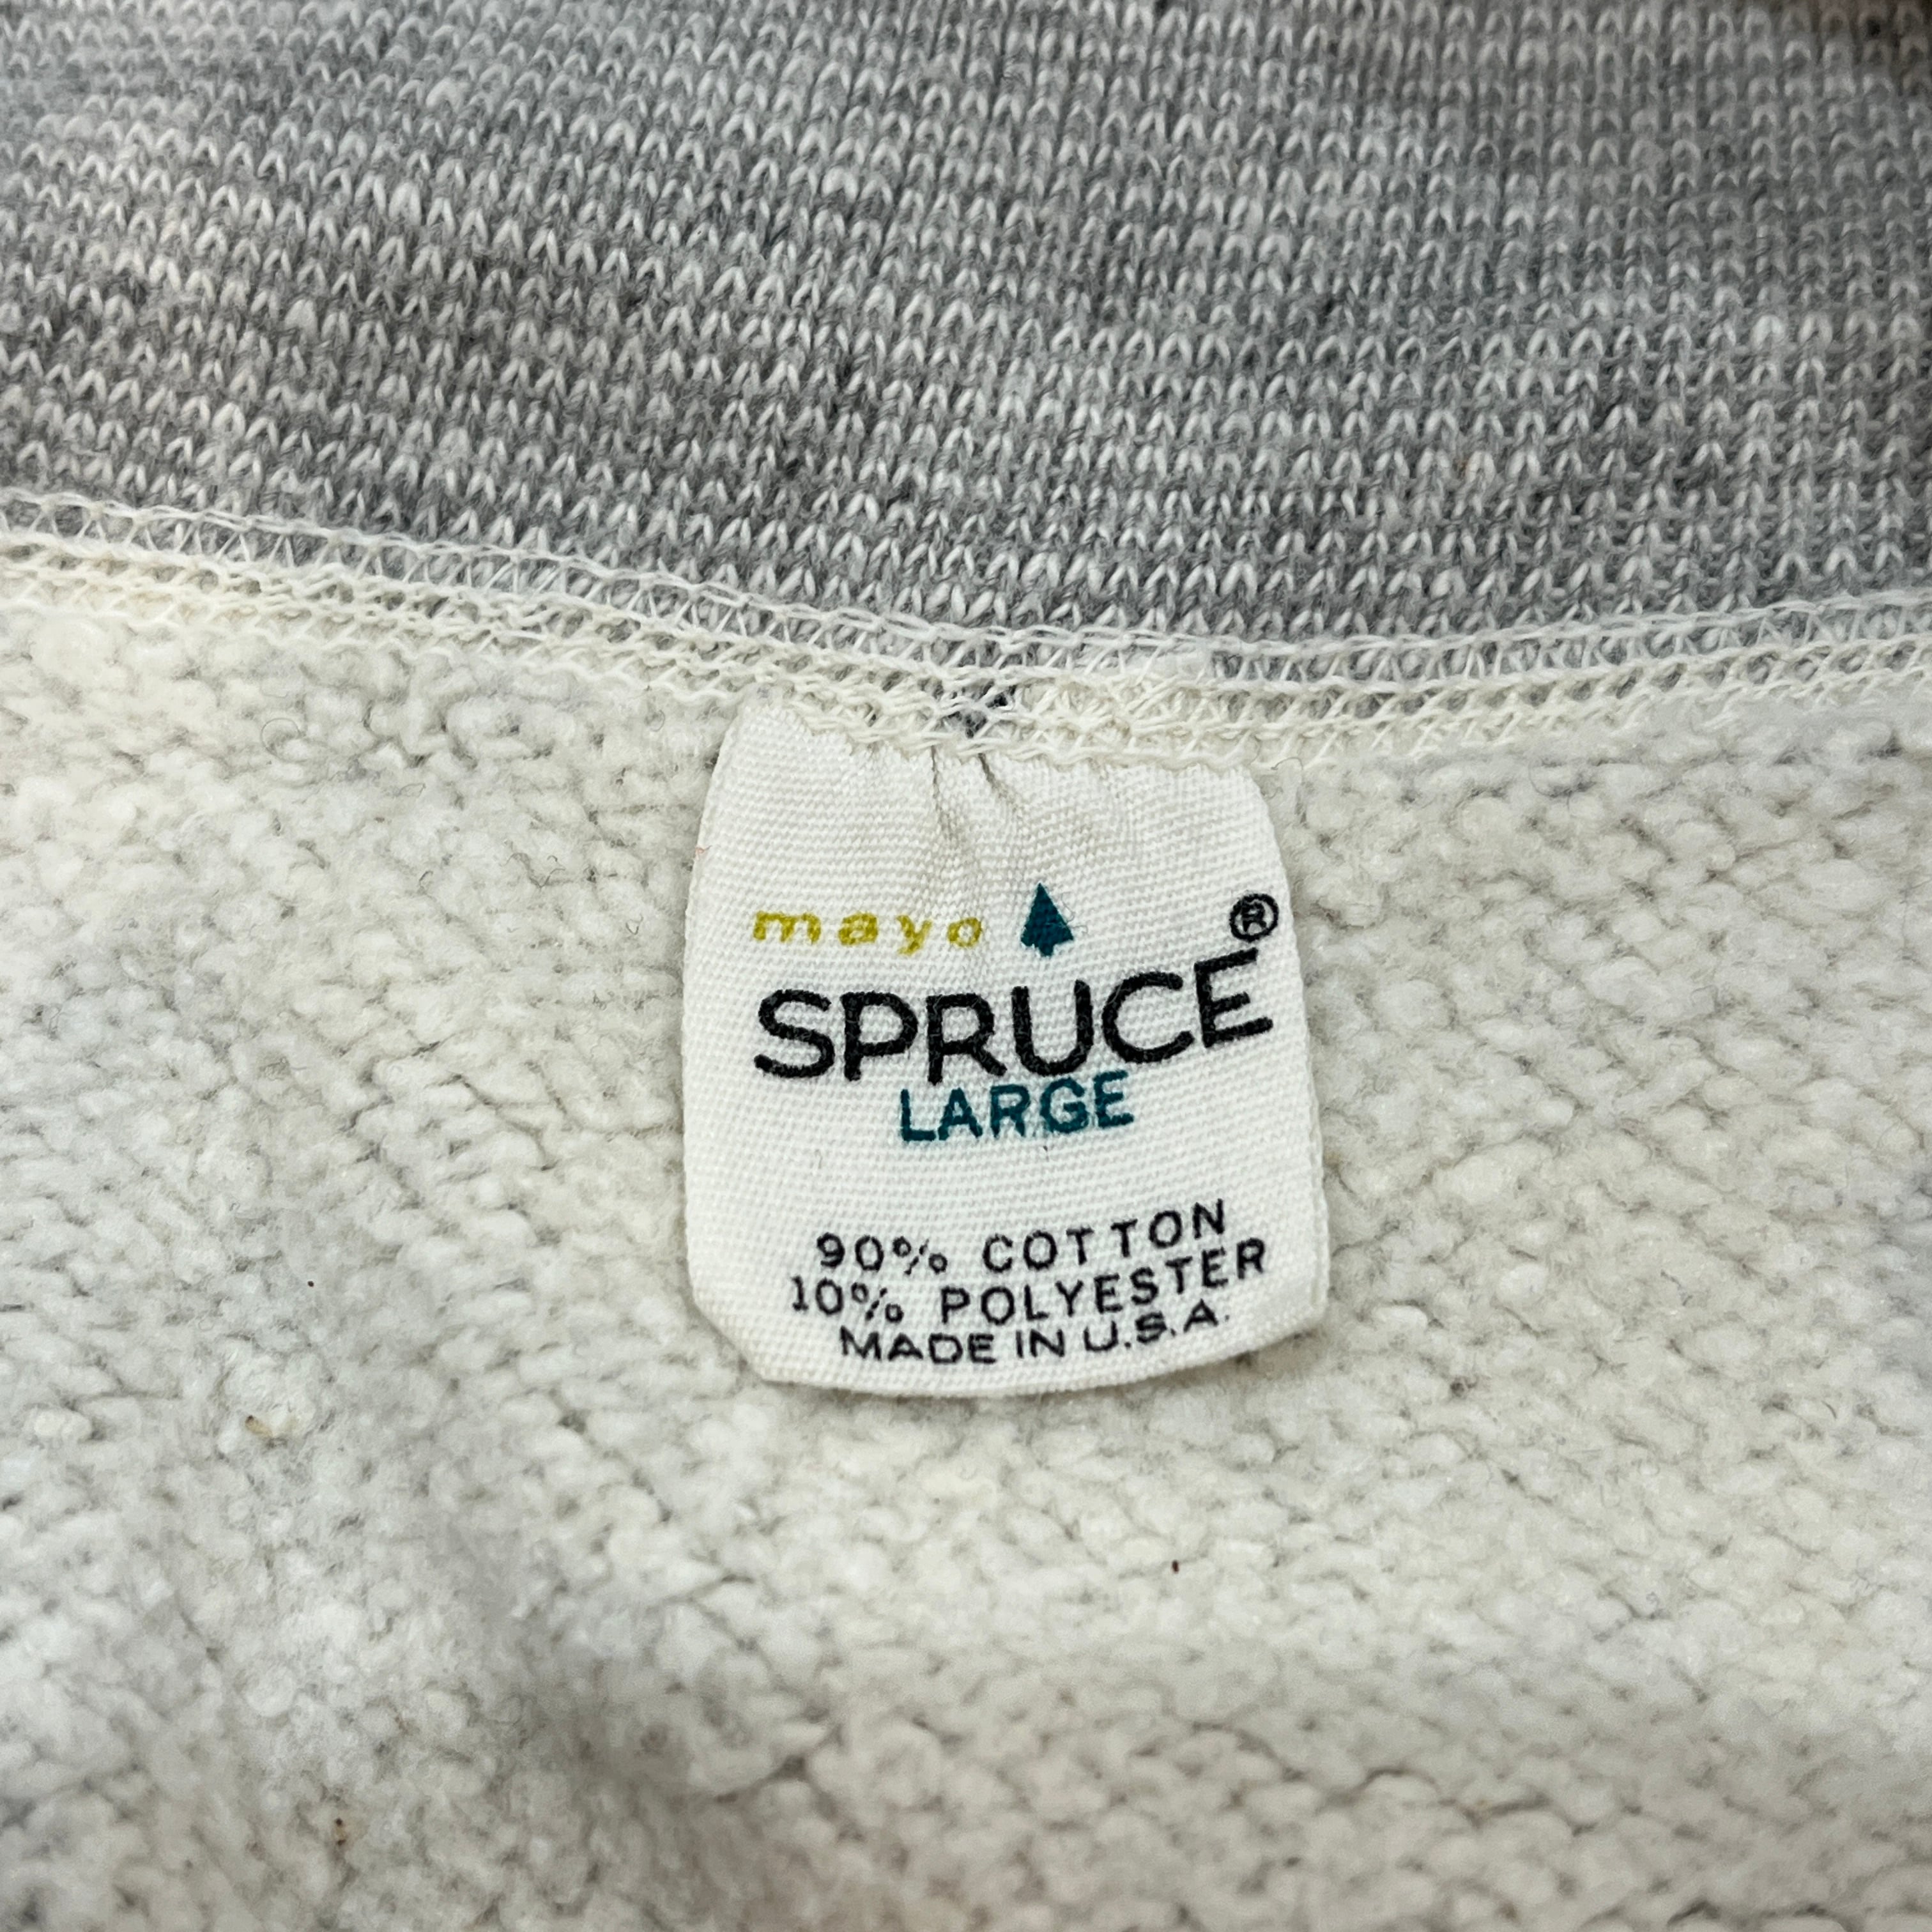 mayo
SPRUCE®
LARGE
90% COTTON
10% POLYESTER
MADE IN U.S.A.